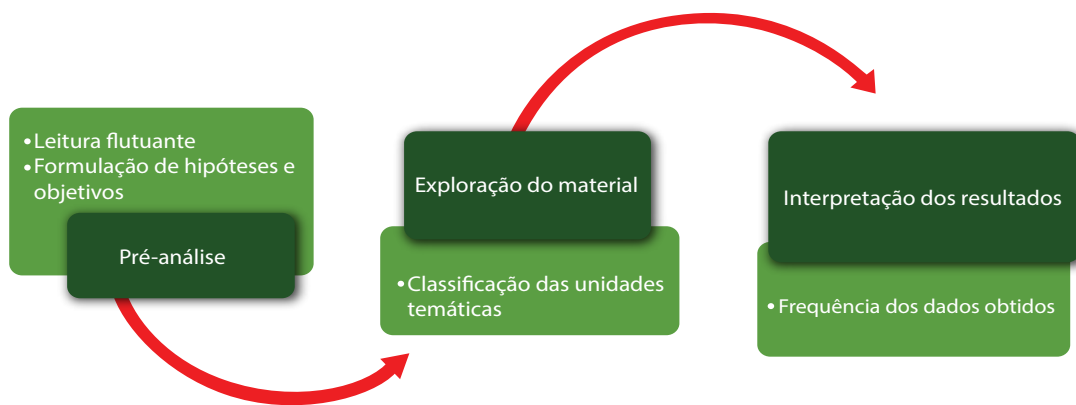 •Leitura flutuante
•Formulação de hipóteses e
objetivos
Pré-análise
Exploração do material
•Classificação das unidades
temáticas
Interpretação dos resultados
•Frequência dos dados obtidos